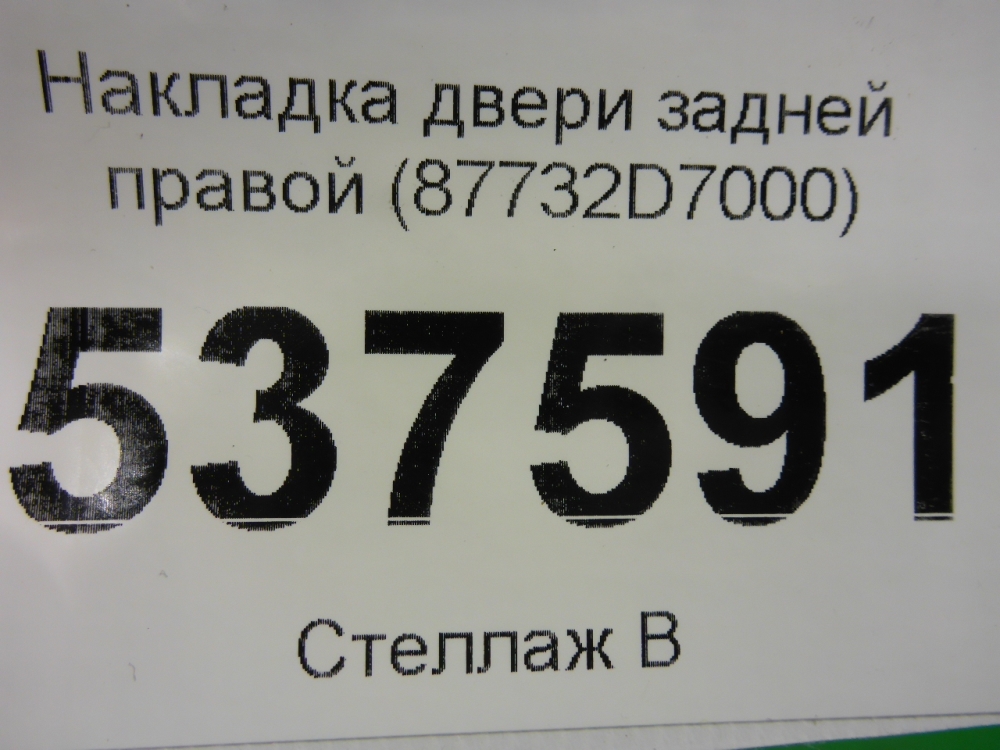 Накладка двери задней
правой (87732D7000)
537591
Стеллаж В